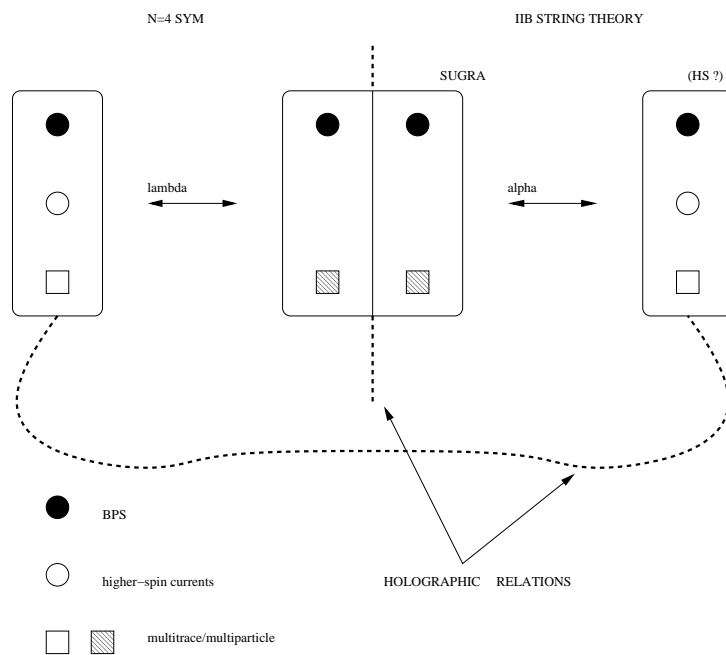 N=4 SYM
IIB STRING THEORY
SUGRA
(HS ?)
lambda
alpha
BPS
higher−spin currents
HOLOGRAPHIC RELATIONS
multitrace/multiparticle